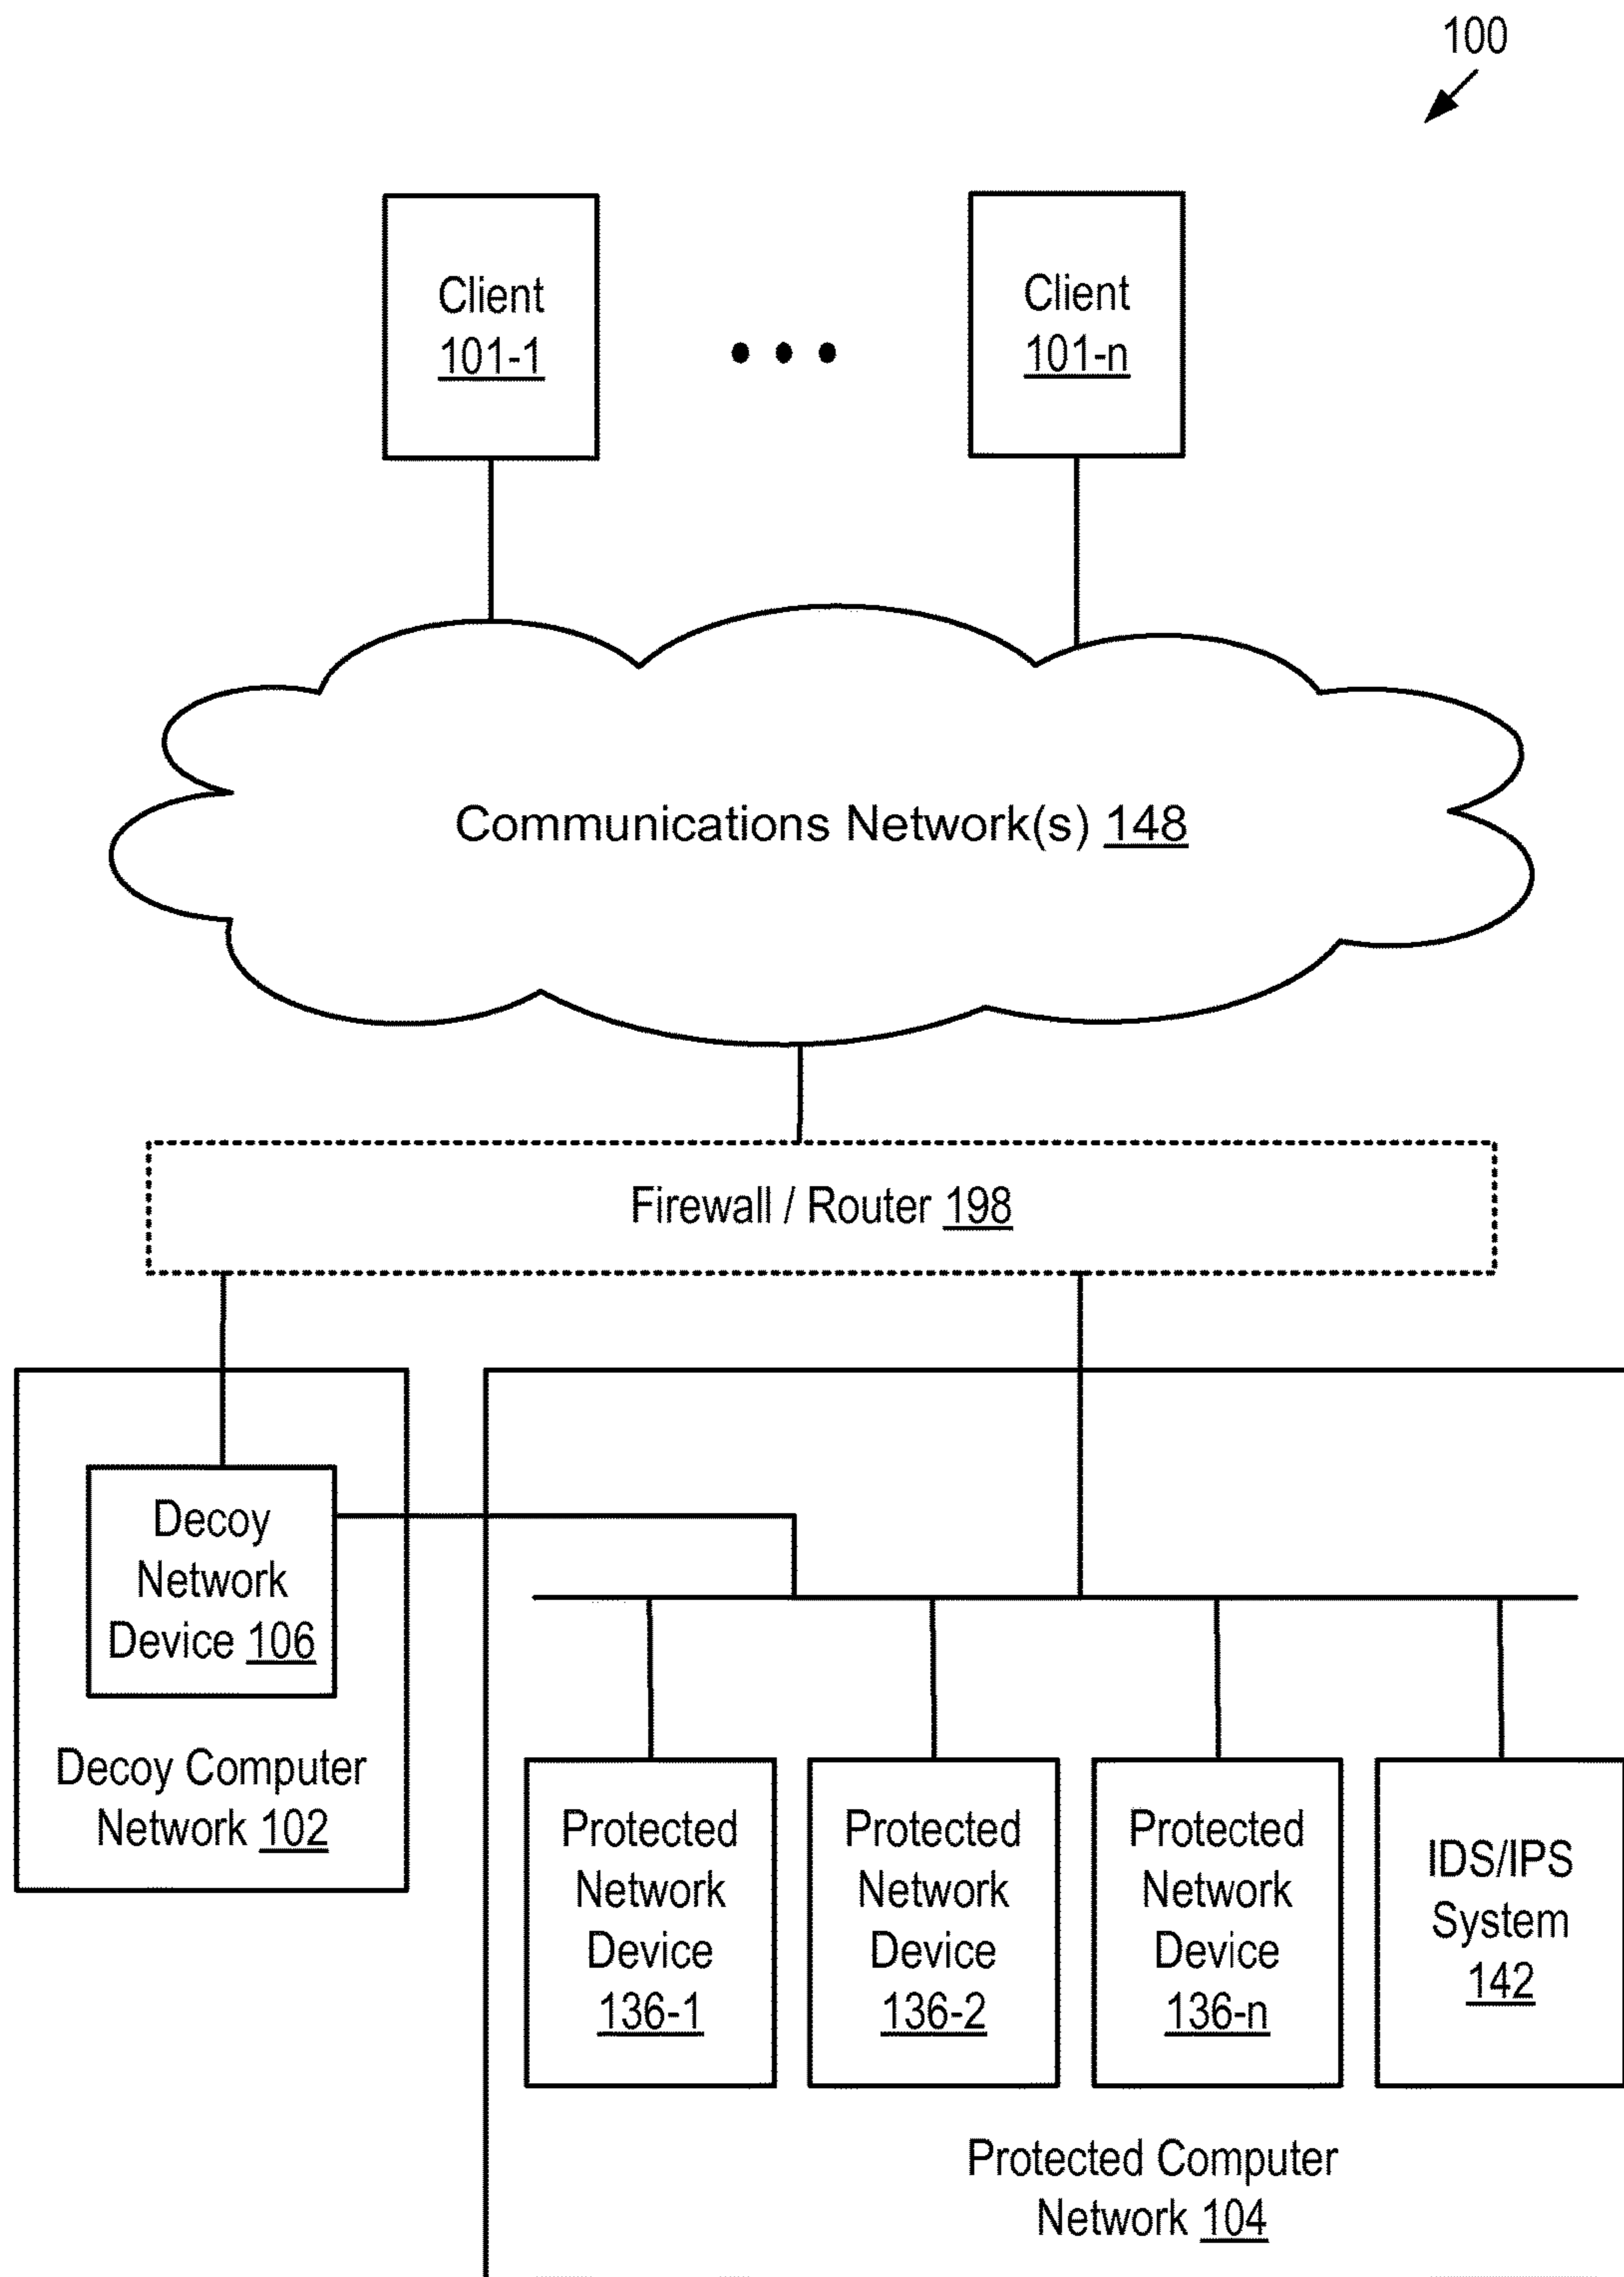 100
Client
101-1
Client
101-n
Communications Network(s) 148
Firewall / Router 198
Decoy
Network
Device 106
Decoy Computer
Network 102
Protected
Network
Device
136-1
Protected
Network
Device
136-2
Protected
Network
Device
136-n
IDS/IPS
System
142
Protected Computer
Network 104